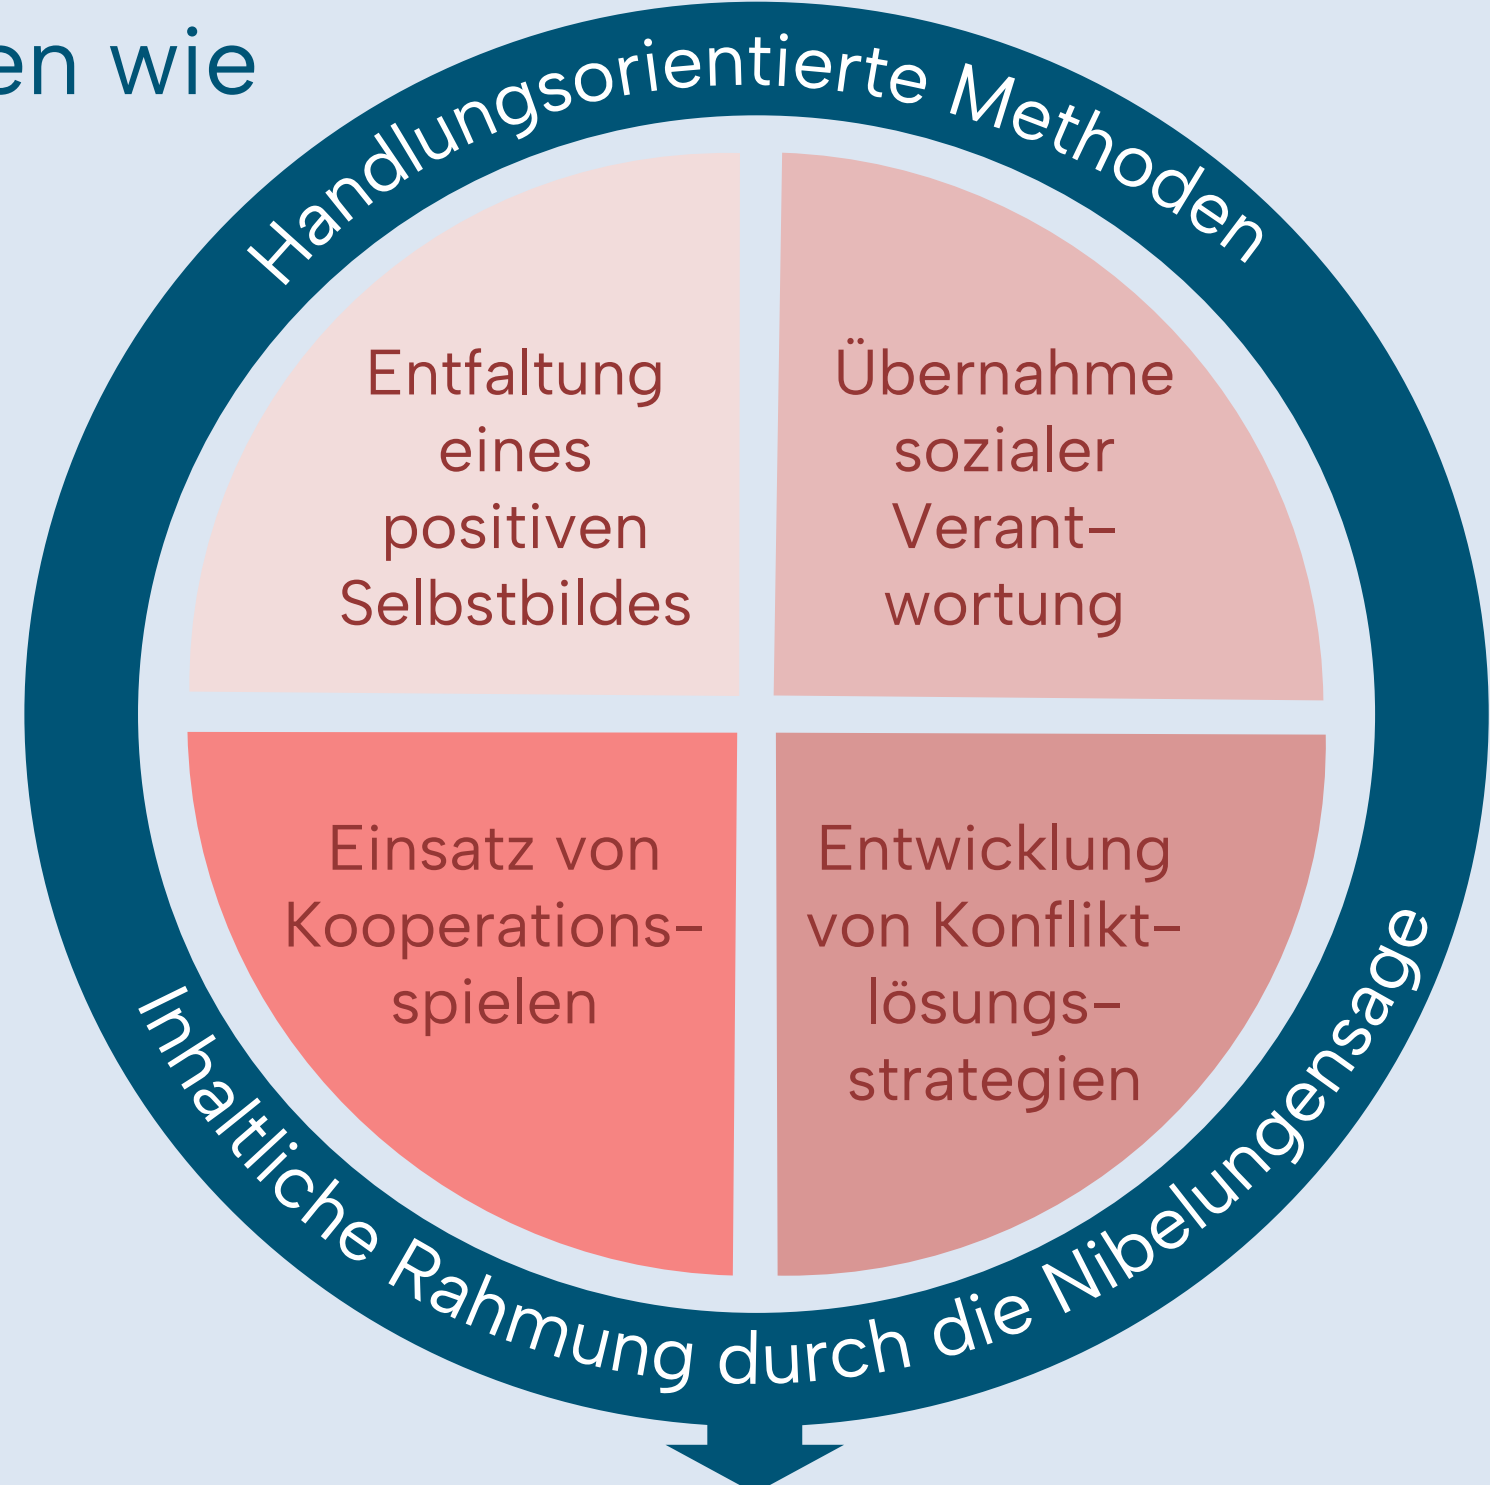 en wie
Handlungsorientierte Methoden
Entfaltung
eines
positiven
Selbstbildes
Übernahme
sozialer
Verant-
wortung
Einsatz von
Kooperations-
spielen
Entwicklung
von Konflikt-
lösungs-
strategien
Inhaltliche Rahmung durch die Nibelungensage